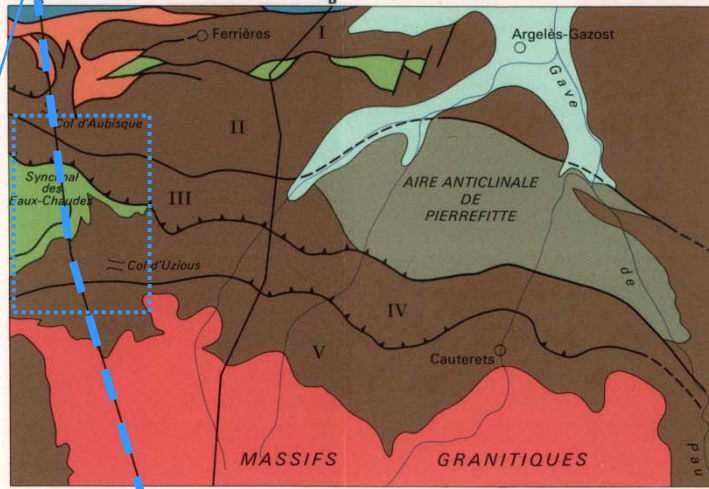 Ferrières
I
Argelès-Gazost
Gave
Col d'Aubisque
II
Synclinal
des
Eaux-Chaudes
III
AIRE ANTICLINALE
DE
PIERREFITTE
Col d'Uzious
de
IV
V
Cauterets
MASSIFS GRANITIQUES
pau